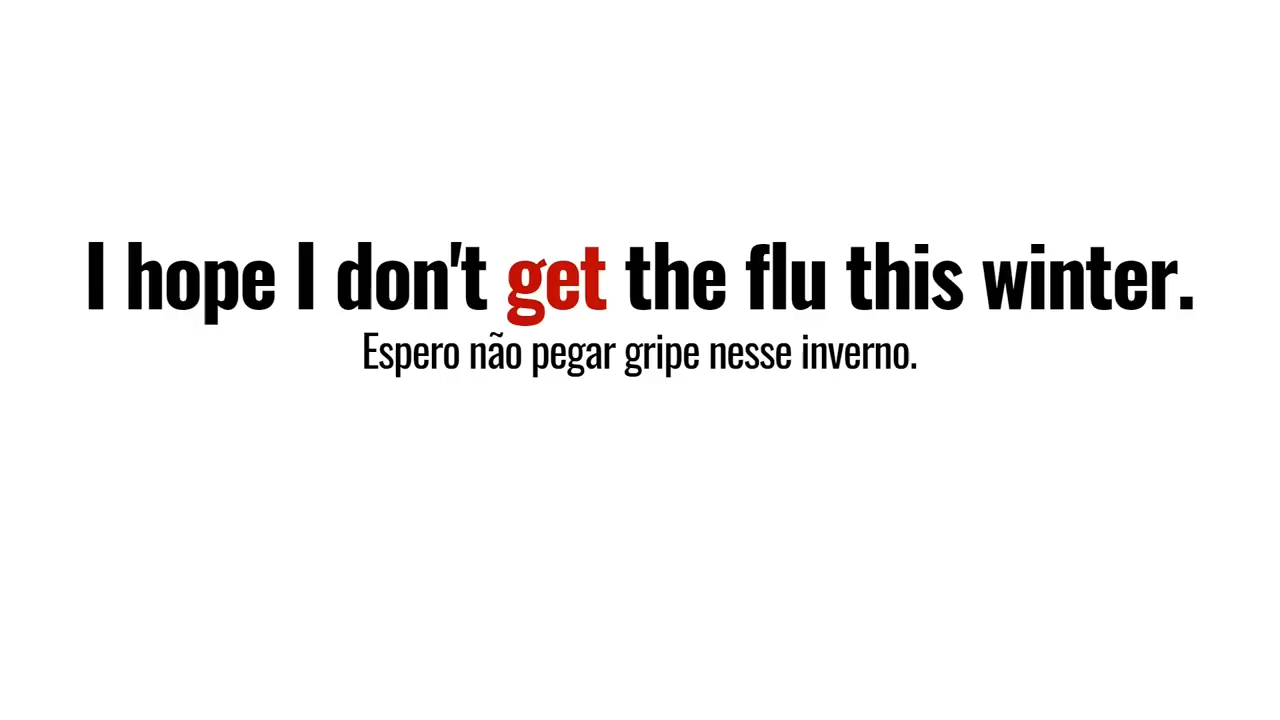 I hope I don't get the flu this winter.
Espero não pegar gripe nesse inverno.